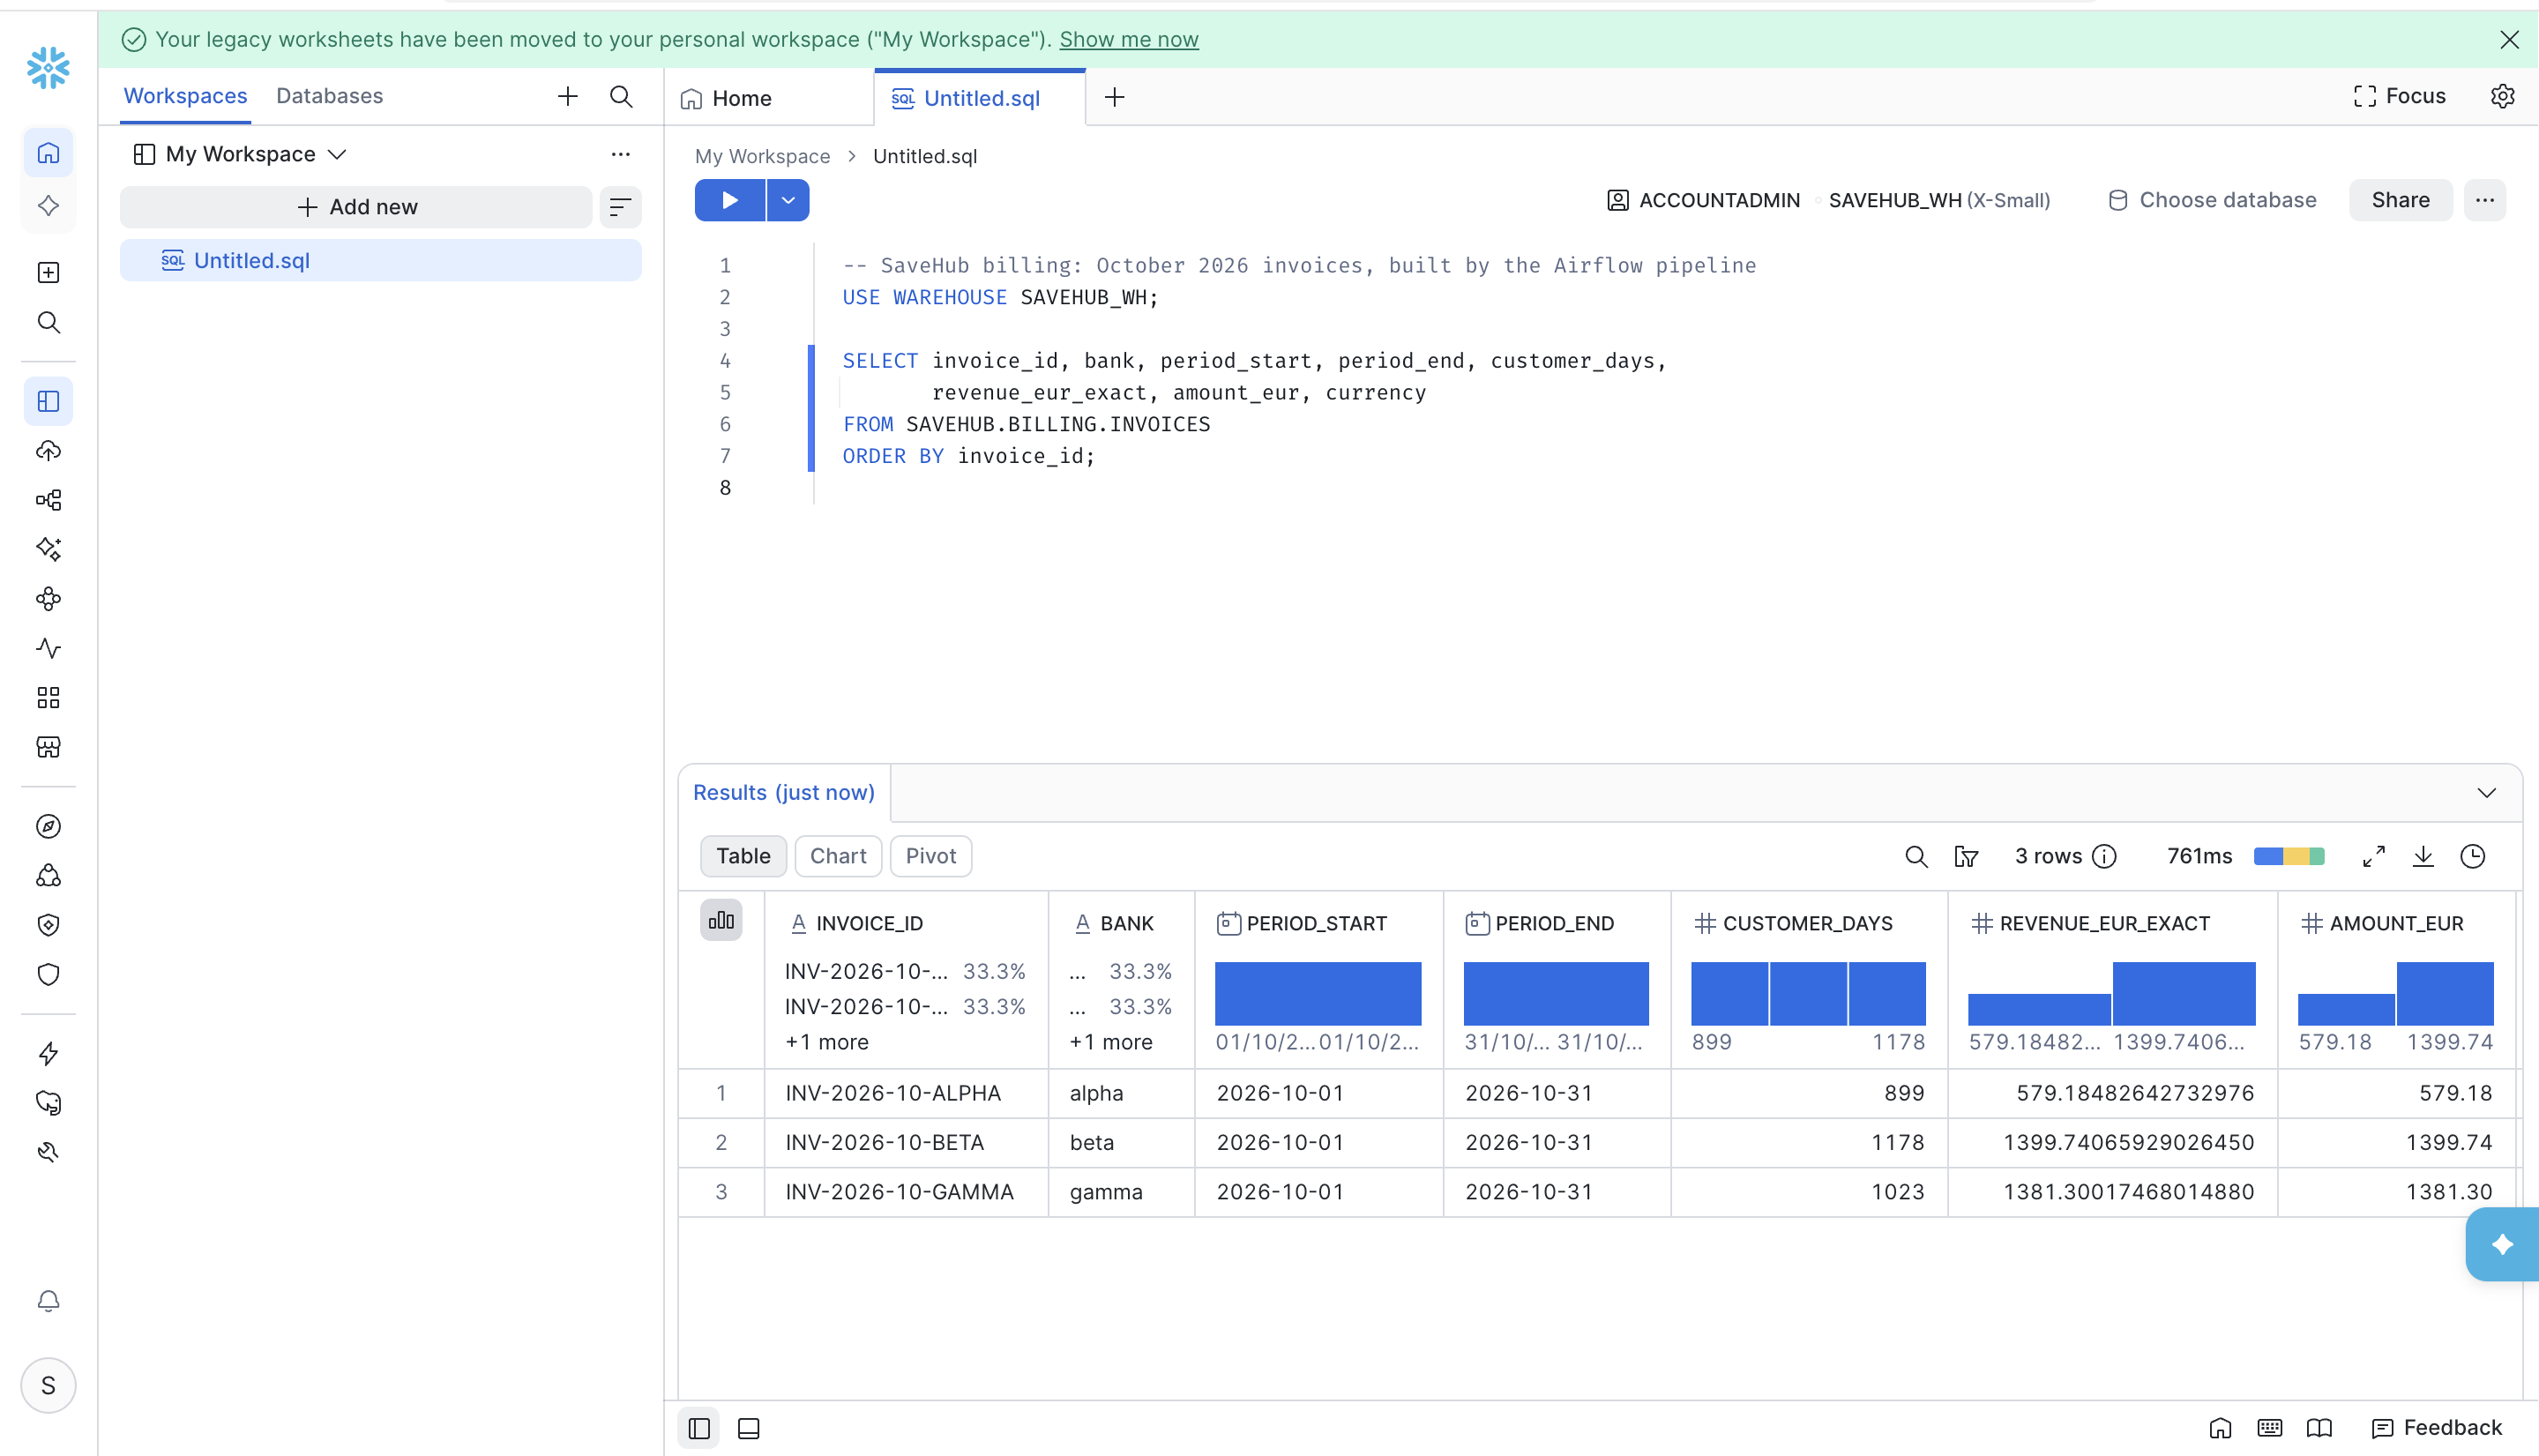 Your legacy worksheets have been moved to your personal workspace ("My Workspace"). Show me now
Workspaces Databases
Home
SQL Untitled.sql
Focus
My Workspace
Add new
SQL Untitled.sql
My Workspace > Untitled.sql
ACCOUNTADMIN SAVEHUB_WH (X-Small) Choose database Share ...
1 -- SaveHub billing: October 2026 invoices, built by the Airflow pipeline
2 USE WAREHOUSE SAVEHUB_WH;
3
4 SELECT invoice_id, bank, period_start, period_end, customer_days,
5 revenue_eur_exact, amount_eur, currency
6 FROM SAVEHUB.BILLING.INVOICES
7 ORDER BY invoice_id;
8
Results (just now)
Table Chart Pivot
3 rows 761ms
A INVOICE_ID A BANK PERIOD_START PERIOD_END # CUSTOMER_DAYS # REVENUE_EUR_EXACT # AMOUNT_EUR
INV-2026-10-... 33.3% ... 33.3%
INV-2026-10-... 33.3% ... 33.3%
+1 more +1 more 01/10/2... 01/10/2... 31/10/... 31/10/... 899 1178 579.18482... 1399.7406... 579.18 1399.74
1 INV-2026-10-ALPHA alpha 2026-10-01 2026-10-31 899 579.18482642732976 579.18
2 INV-2026-10-BETA beta 2026-10-01 2026-10-31 1178 1399.74065929026450 1399.74
3 INV-2026-10-GAMMA gamma 2026-10-01 2026-10-31 1023 1381.30017468014880 1381.30
S
Feedback